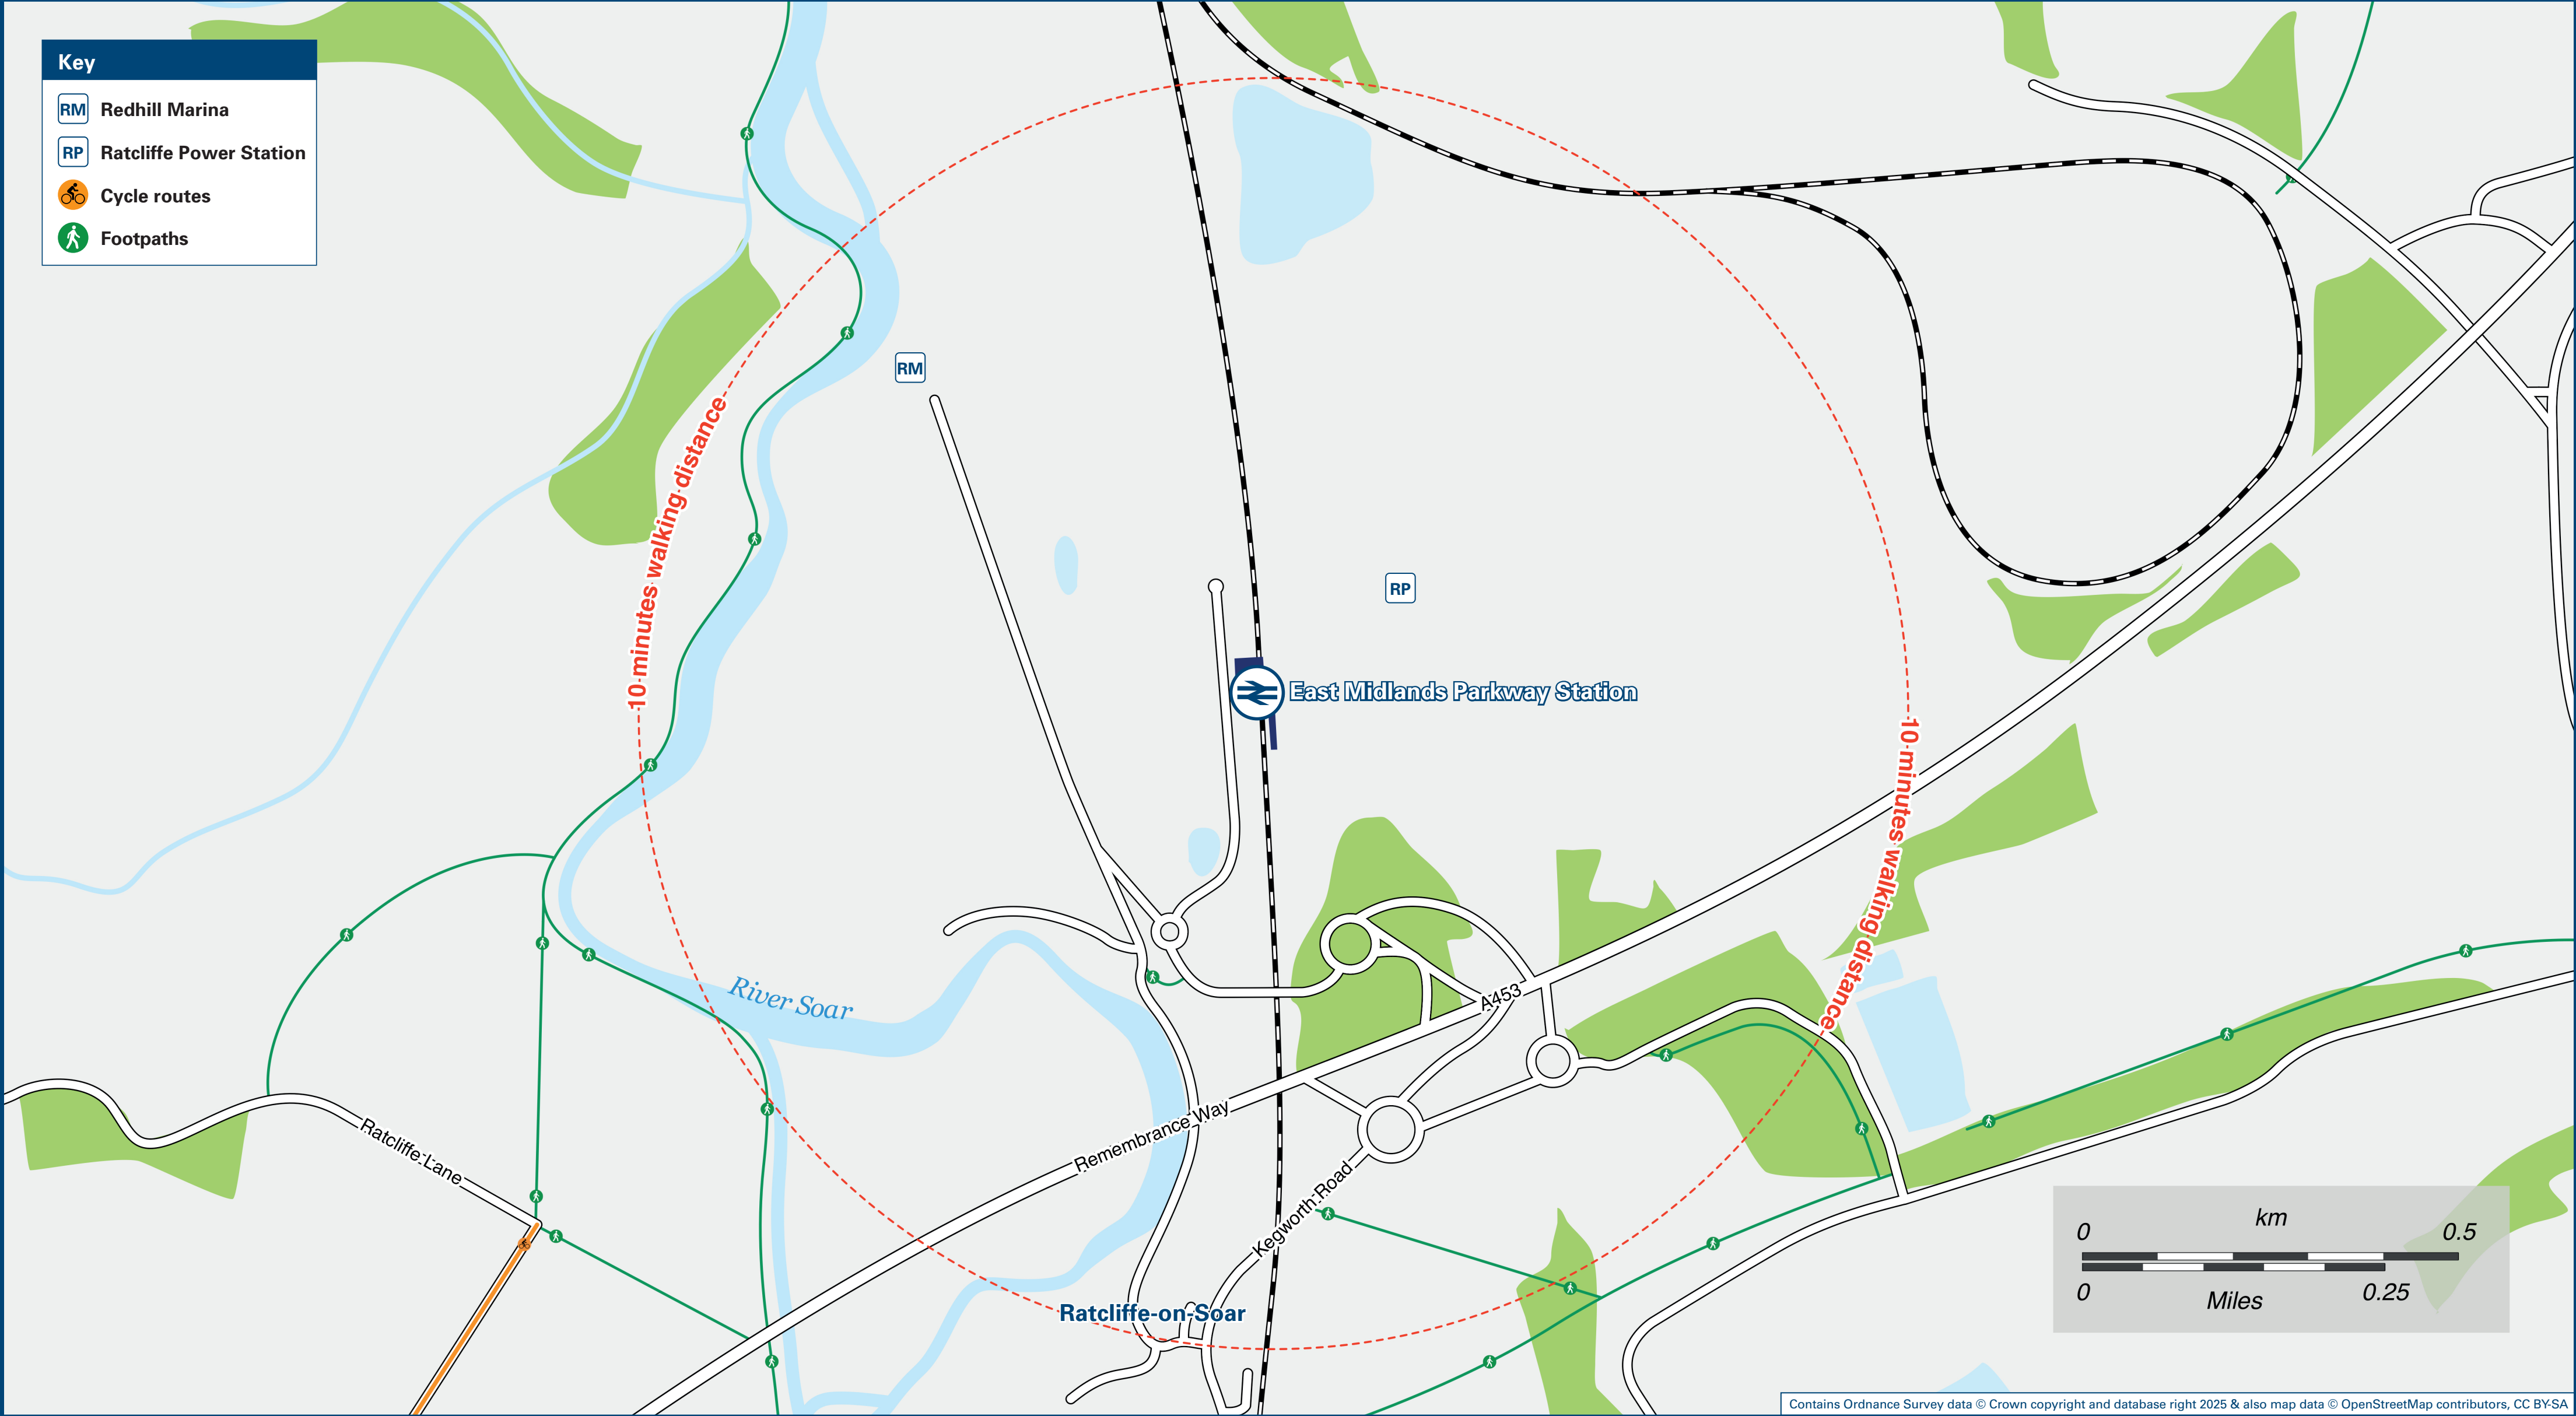 Key
RM Redhill Marina
RP Ratcliffe Power Station
Cycle routes
Footpaths
RM
10 minutes walking distance
RP
East Midlands Parkway Station
10 minutes walking distance
River Soar
A453
Remembrance Way
Ratcliffe Lane
Kegworth Road
Ratcliffe-on-Soar
km
0 0.5
0 0.25
Miles
Contains Ordnance Survey data © Crown copyright and database right 2025 & also map data © OpenStreetMap contributors, CC BY-SA